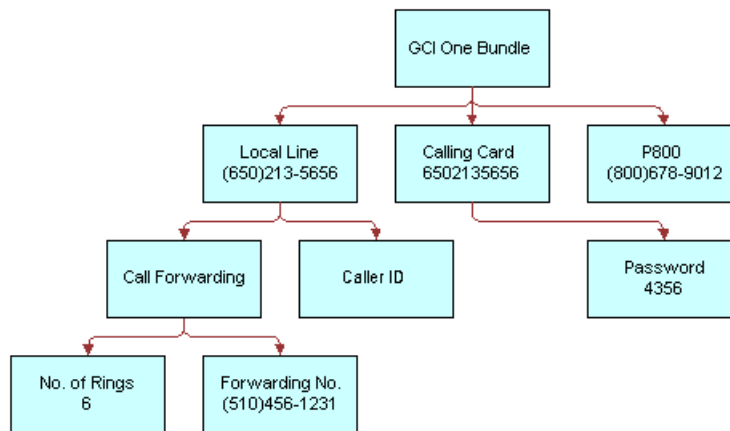 GCI One Bundle
Local Line
(650)213-5656
Calling Card
6502135656
P800
(800)678-9012
Call Forwarding
Caller ID
Password
4356
No. of Rings
6
Forwarding No.
(510)456-1231